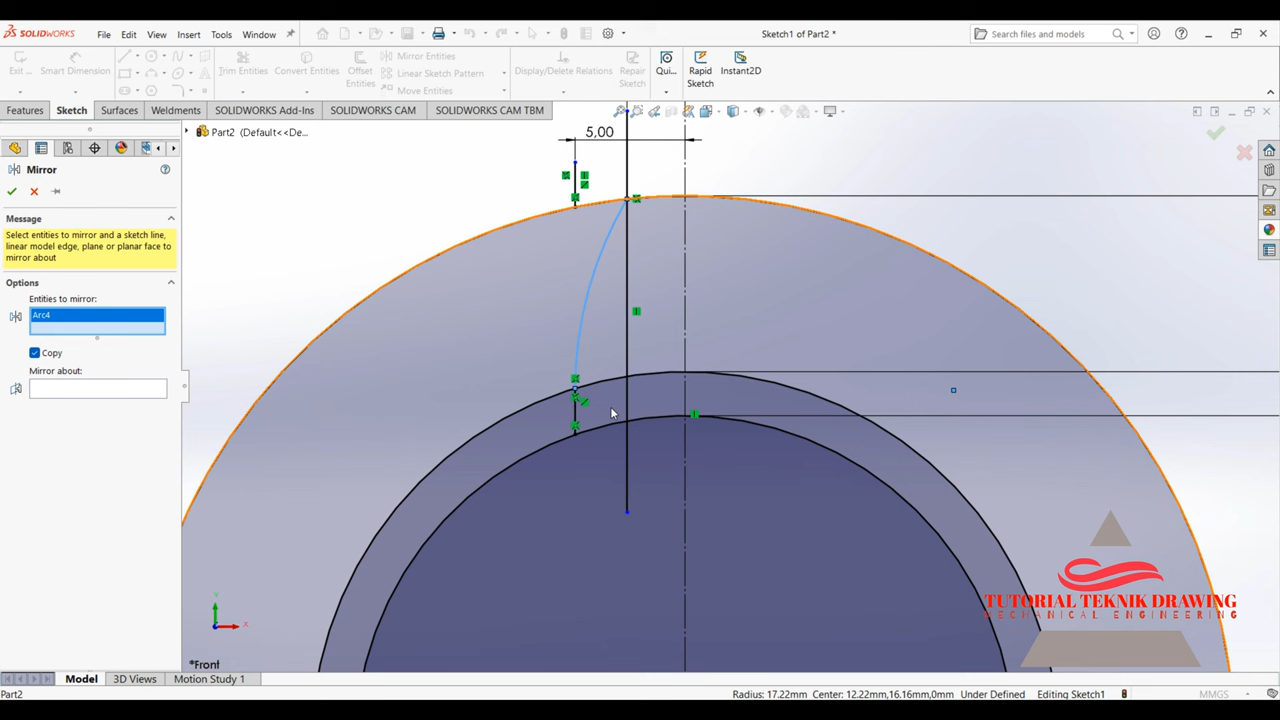 SOLIDWORKS
File Edit View Insert Tools Window
Sketch1 of Part2 *
Search files and models
Exit ...
Smart Dimension
Trim Entities
Convert Entities
Offset Entities
Mirror Entities
Linear Sketch Pattern
Move Entities
Display/Delete Relations
Repair Sketch
Qui...
Rapid Sketch
Instant2D
Features Sketch Surfaces Weldments SOLIDWORKS Add-Ins SOLIDWORKS CAM SOLIDWORKS CAM TBM
Part2 (Default<<De...
5,00
Mirror
Message
Select entities to mirror and a sketch line,
linear model edge, plane or planar face to
mirror about
Options
Entities to mirror:
Arc4
Copy
Mirror about:
Y
X
*Front
TUTORIAL TEKNIK DRAWING
MECHANICAL ENGINEERING
Model 3D Views Motion Study 1
Part2
Radius: 17.22mm Center: 12.22mm,16.16mm,0mm Under Defined Editing Sketch1
MMGS